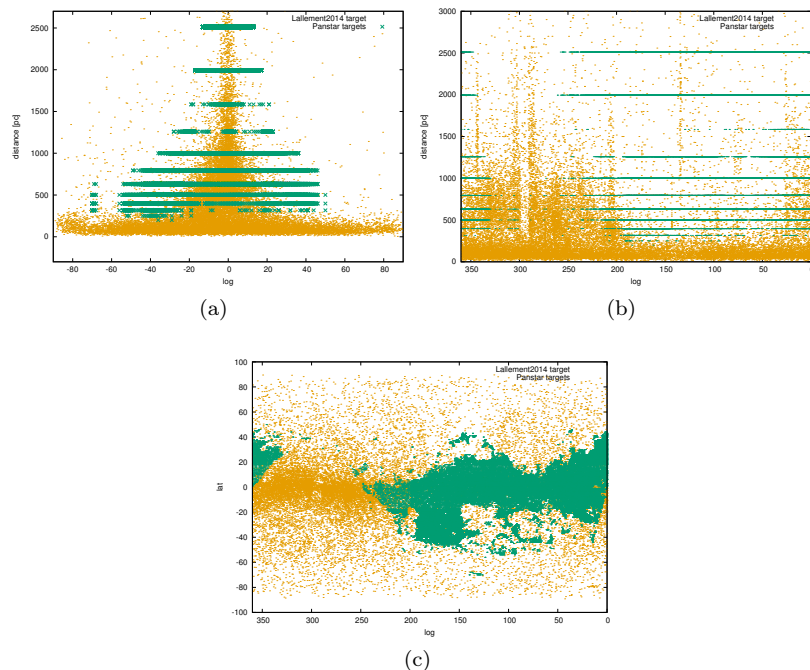 Lallement2014 target
Panstar targets
distance [pc]
2500
2000
1500
1000
500
0
-80 -60 -40 -20 0 20 40 60 80
log
(a)
Lallement2014 target
Panstar targets
distance [pc]
3000
2500
2000
1500
1000
500
0
350 300 250 200 150 100 50 0
log
(b)
Lallement2014 target
Panstar targets
lat
100
80
60
40
20
0
-20
-40
-60
-80
-100
350 300 250 200 150 100 50 0
log
(c)